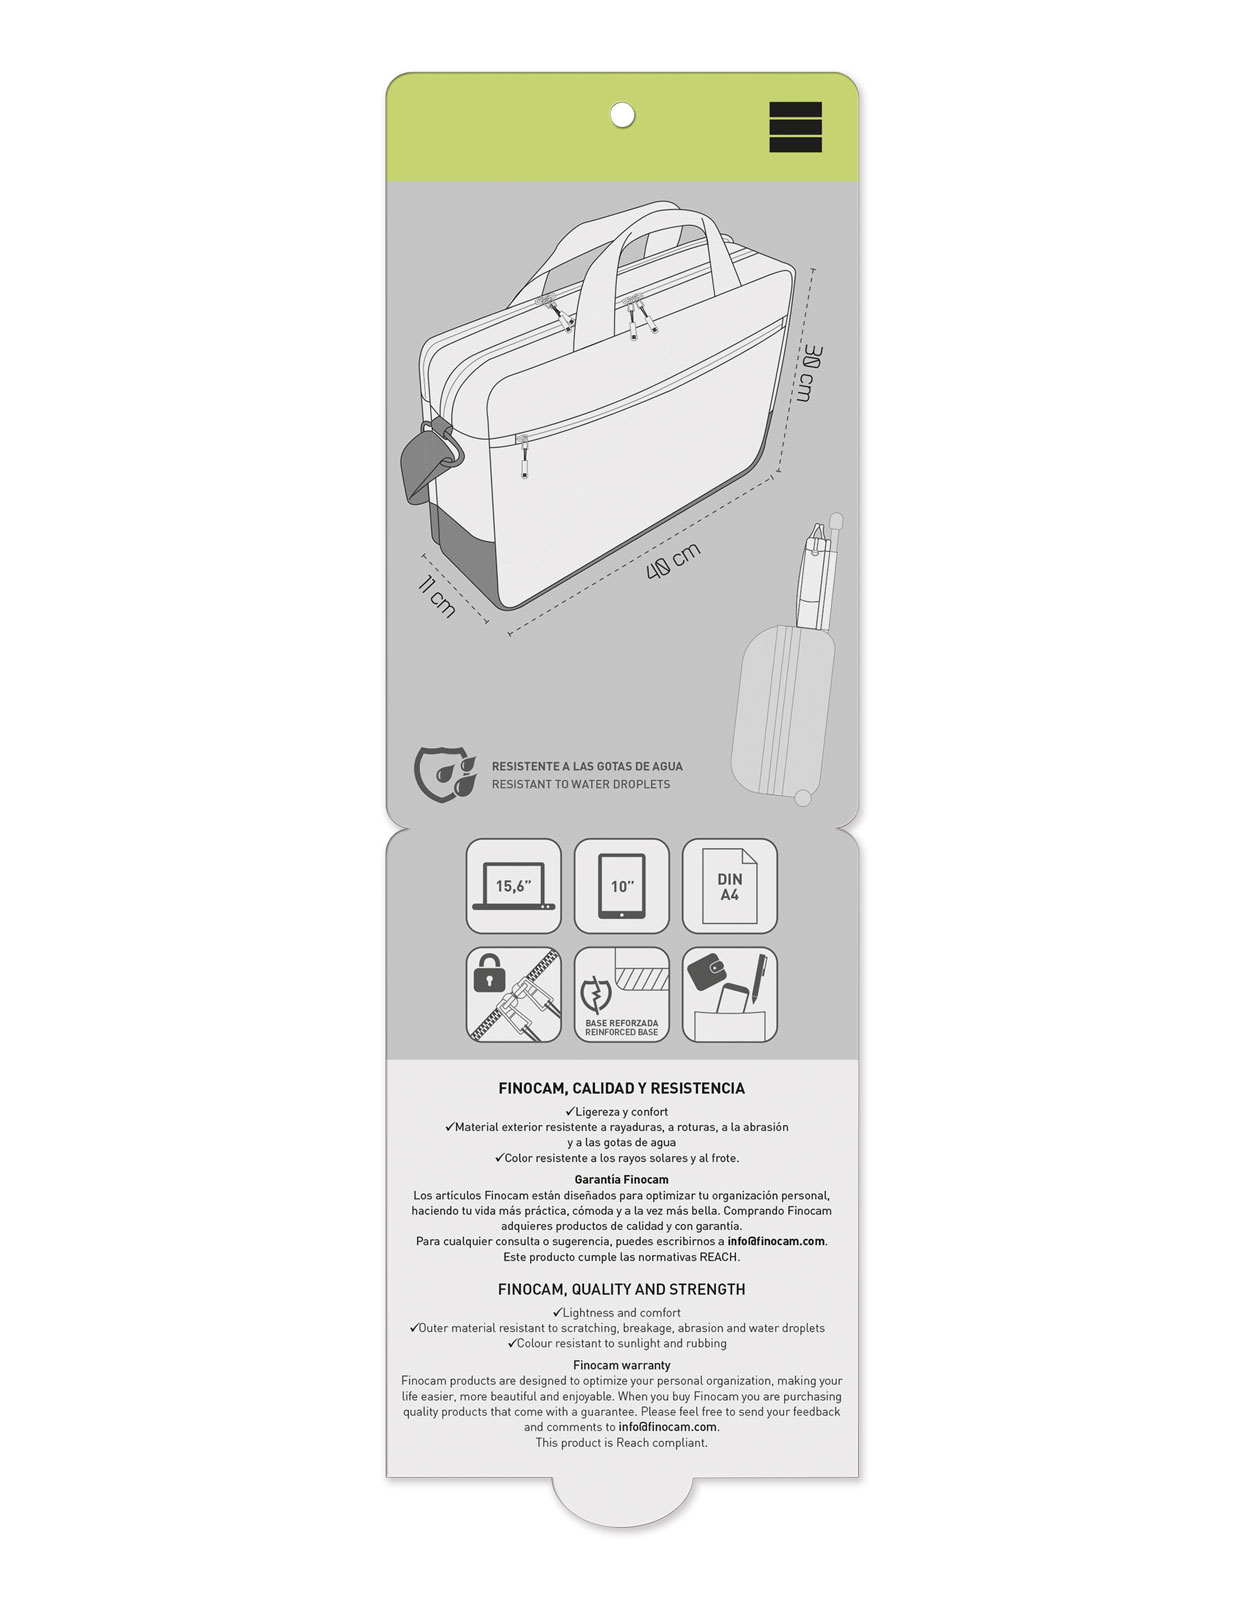 30 cm
40 cm
11 cm
RESISTENTE A LAS GOTAS DE AGUA
RESISTANT TO WATER DROPLETS
15,6”
10”
DIN
A4
BASE REFORZADA
REINFORCED BASE
FINOCAM, CALIDAD Y RESISTENCIA
✓Ligereza y confort
✓Material exterior resistente a rayaduras, a roturas, a la abrasión
y a las gotas de agua
✓Color resistente a los rayos solares y al frote.
Garantía Finocam
Los artículos Finocam están diseñados para optimizar tu organización personal,
haciendo tu vida más práctica, cómoda y a la vez más bella. Comprando Finocam
adquieres productos de calidad y con garantía.
Para cualquier consulta o sugerencia, puedes escribirnos a info@finocam.com.
Este producto cumple las normativas REACH.
FINOCAM, QUALITY AND STRENGTH
✓Lightness and comfort
✓Outer material resistant to scratching, breakage, abrasion and water droplets
✓Colour resistant to sunlight and rubbing
Finocam warranty
Finocam products are designed to optimize your personal organization, making your
life easier, more beautiful and enjoyable. When you buy Finocam you are purchasing
quality products that come with a guarantee. Please feel free to send your feedback
and comments to info@finocam.com.
This product is Reach compliant.